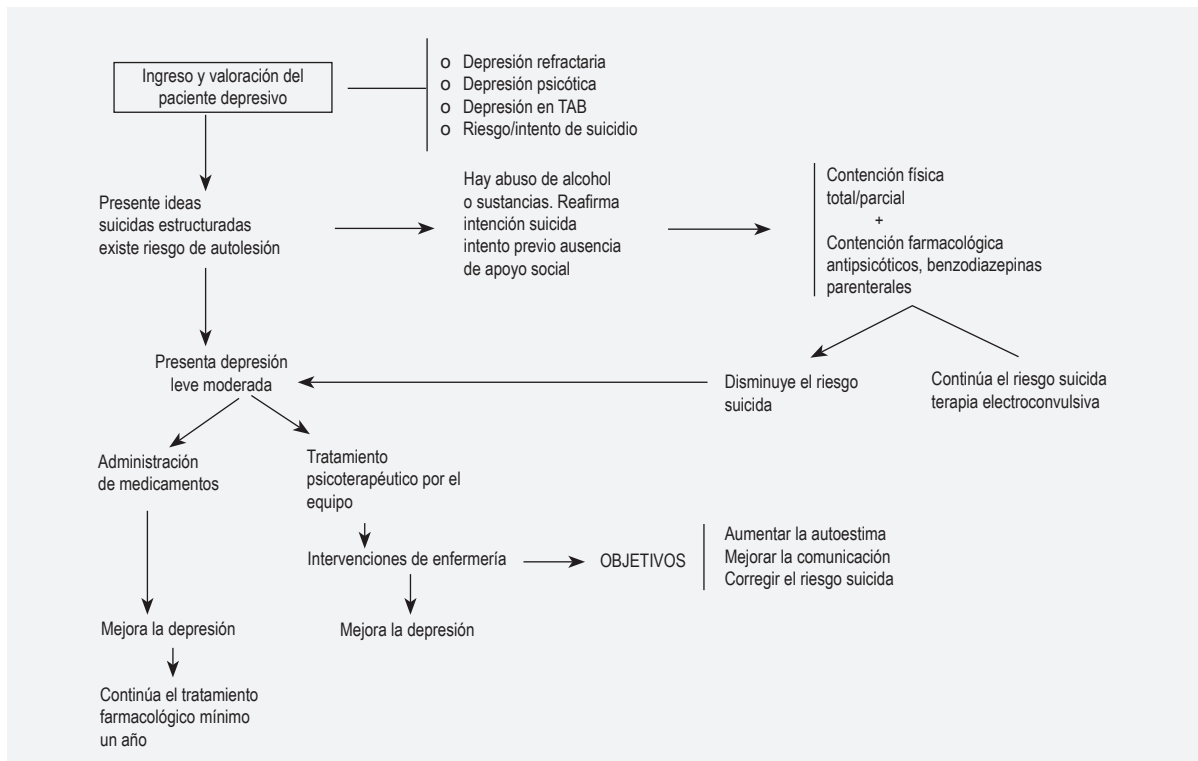 Ingreso y valoración del
paciente depresivo
o Depresión refractaria
o Depresión psicótica
o Depresión en TAB
o Riesgo/intento de suicidio
Presente ideas
suicidas estructuradas
existe riesgo de autolesión
Hay abuso de alcohol
o sustancias. Reafirma
intención suicida
intento previo ausencia
de apoyo social
Contención física
total/parcial
+
Contención farmacológica
antipsicóticos, benzodiazepinas
parenterales
Presenta depresión
leve moderada
Disminuye el riesgo
suicida
Continúa el riesgo suicida
terapia electroconvulsiva
Administración
de medicamentos
Tratamiento
psicoterapéutico por el
equipo
Intervenciones de enfermería
OBJETIVOS
Aumentar la autoestima
Mejorar la comunicación
Corregir el riesgo suicida
Mejora la depresión
Mejora la depresión
Continúa el tratamiento
farmacológico mínimo
un año